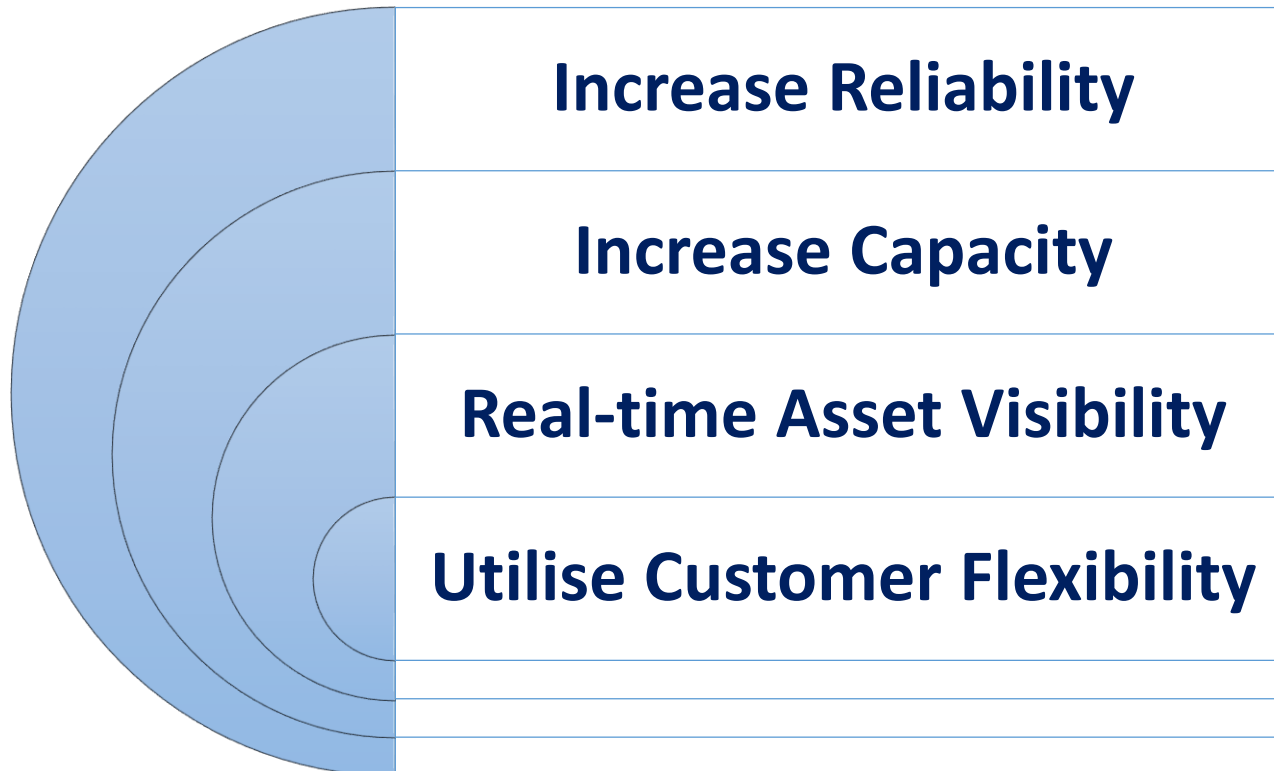 Increase Reliability
Increase Capacity
Real-time Asset Visibility
Utilise Customer Flexibility